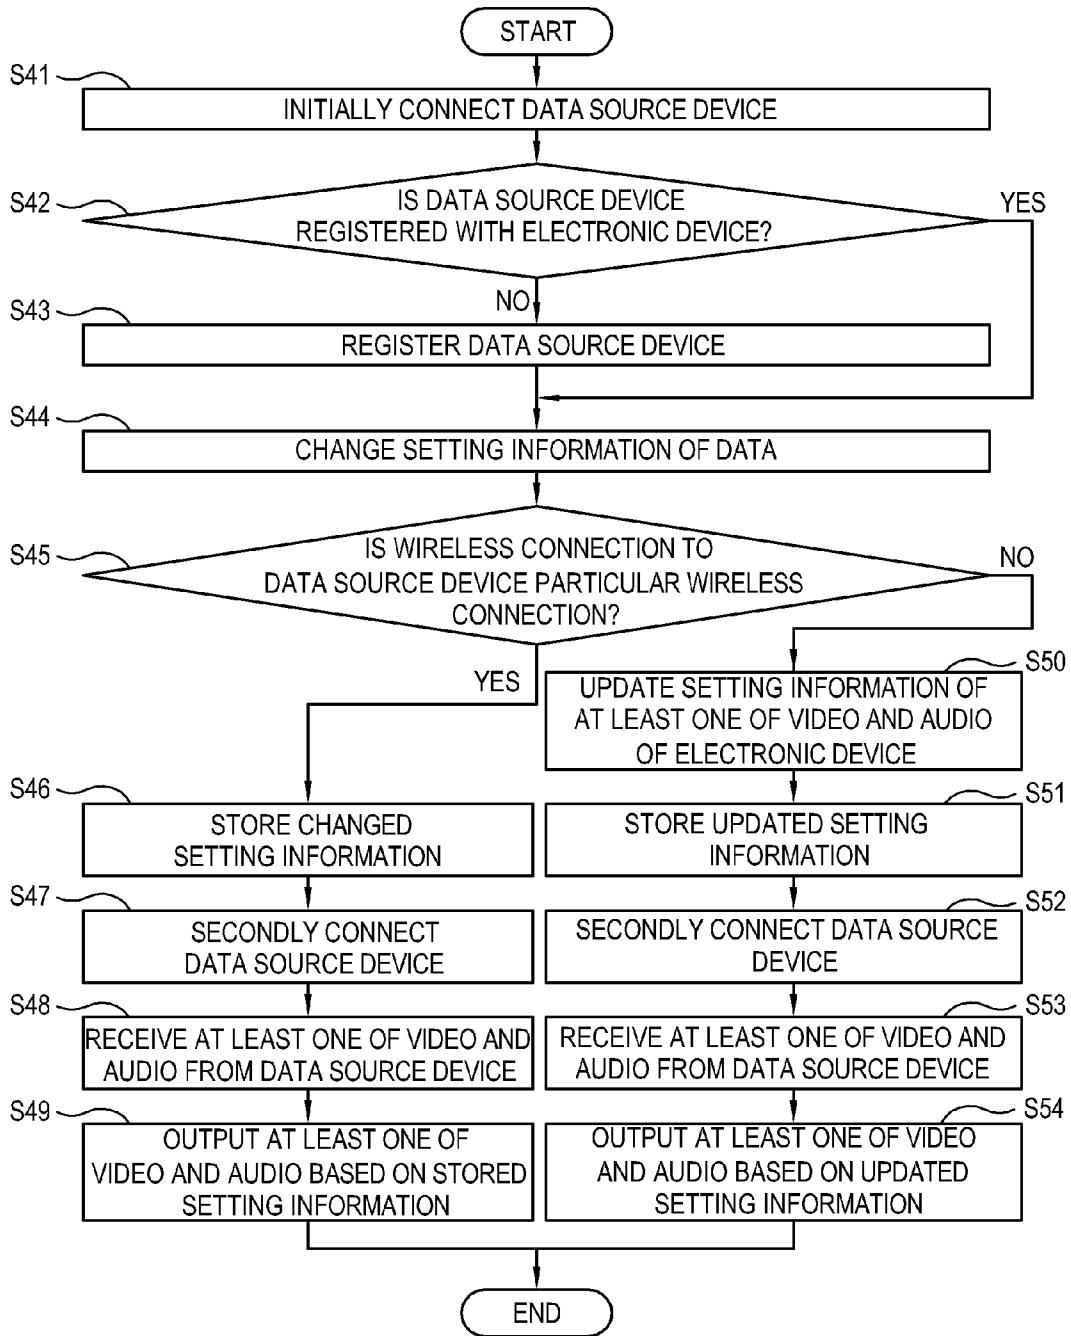 START
S41
INITIALLY CONNECT DATA SOURCE DEVICE
S42
IS DATA SOURCE DEVICE
REGISTERED WITH ELECTRONIC DEVICE?
YES
NO
S43
REGISTER DATA SOURCE DEVICE
S44
CHANGE SETTING INFORMATION OF DATA
S45
IS WIRELESS CONNECTION TO
DATA SOURCE DEVICE PARTICULAR WIRELESS
CONNECTION?
NO
YES
S50
UPDATE SETTING INFORMATION OF
AT LEAST ONE OF VIDEO AND AUDIO
OF ELECTRONIC DEVICE
S46
STORE CHANGED
SETTING INFORMATION
S51
STORE UPDATED SETTING
INFORMATION
S47
SECONDLY CONNECT
DATA SOURCE DEVICE
S52
SECONDLY CONNECT DATA SOURCE
DEVICE
S48
RECEIVE AT LEAST ONE OF VIDEO AND
AUDIO FROM DATA SOURCE DEVICE
S53
RECEIVE AT LEAST ONE OF VIDEO AND
AUDIO FROM DATA SOURCE DEVICE
S49
OUTPUT AT LEAST ONE OF
VIDEO AND AUDIO BASED ON STORED
SETTING INFORMATION
S54
OUTPUT AT LEAST ONE OF VIDEO
AND AUDIO BASED ON UPDATED
SETTING INFORMATION
END